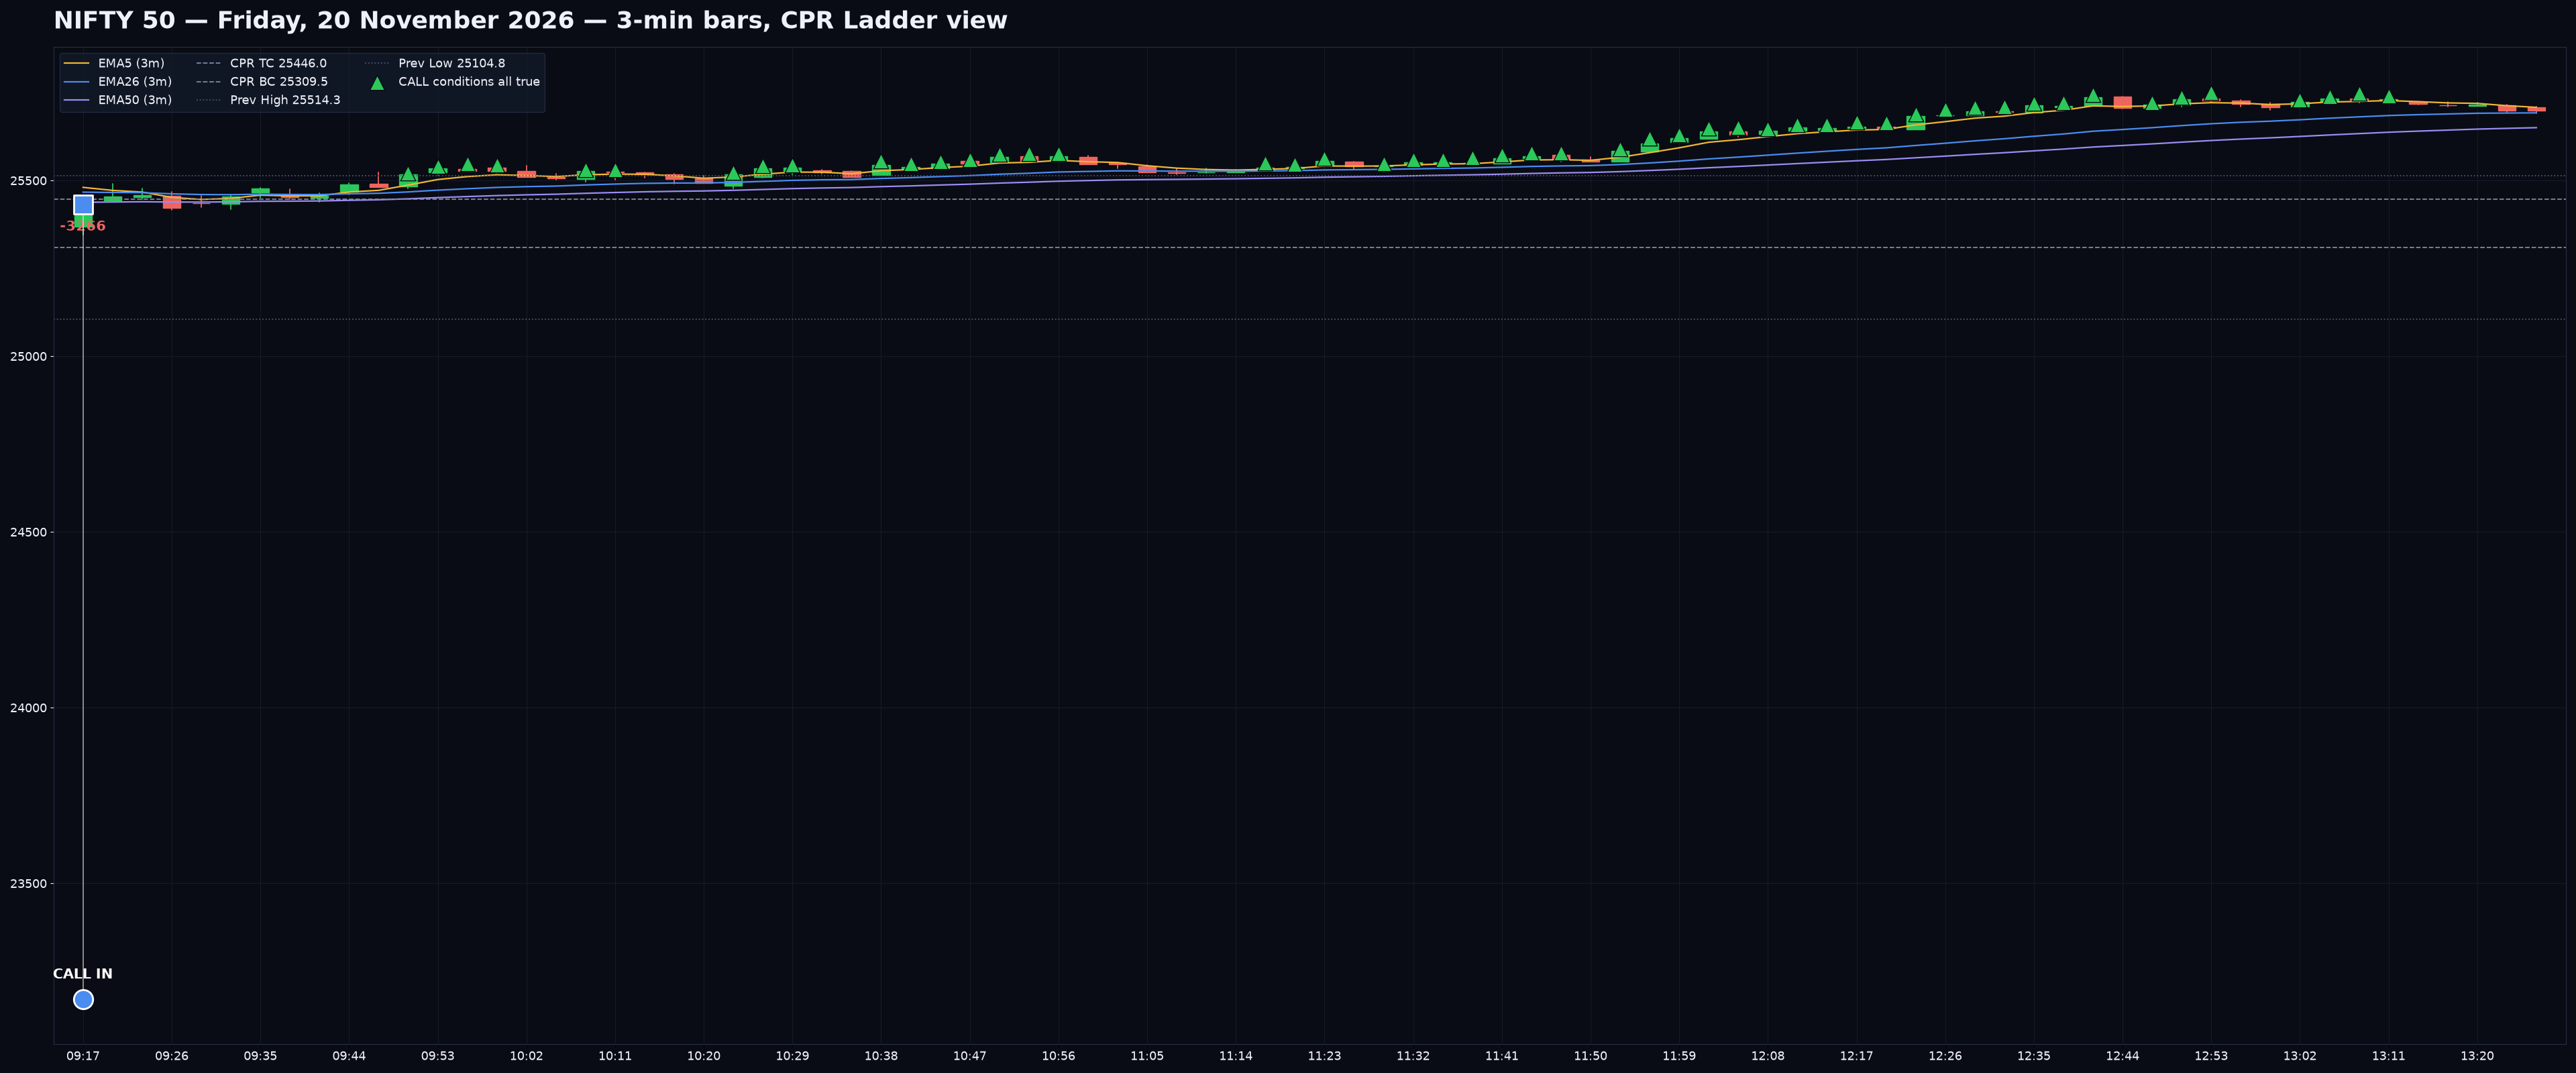 NIFTY 50 — Friday, 20 November 2026 — 3-min bars, CPR Ladder view
EMA5 (3m)
EMA26 (3m)
EMA50 (3m)
CPR TC 25446.0
CPR BC 25309.5
Prev High 25514.3
Prev Low 25104.8
CALL conditions all true
25500
25000
24500
24000
23500
-3266
CALL IN
09:17 09:26 09:35 09:44 09:53 10:02 10:11 10:20 10:29 10:38 10:47 10:56 11:05 11:14 11:23 11:32 11:41 11:50 11:59 12:08 12:17 12:26 12:35 12:44 12:53 13:02 13:11 13:20